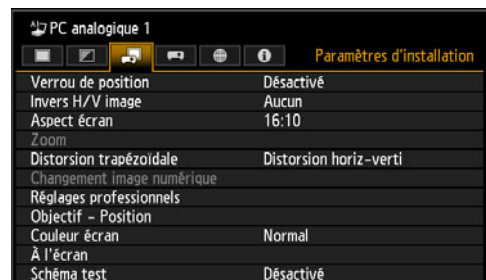 PC analogique 1
Paramètres d'installation
Verrou de position Désactivé
Invers H/V image Aucun
Aspect écran 16:10
Zoom
Distorsion trapézoïdale Distorsion horiz-verti
Changement image numérique
Réglages professionnels
Objectif - Position
Couleur écran Normal
À l'écran
Schéma test Désactivé